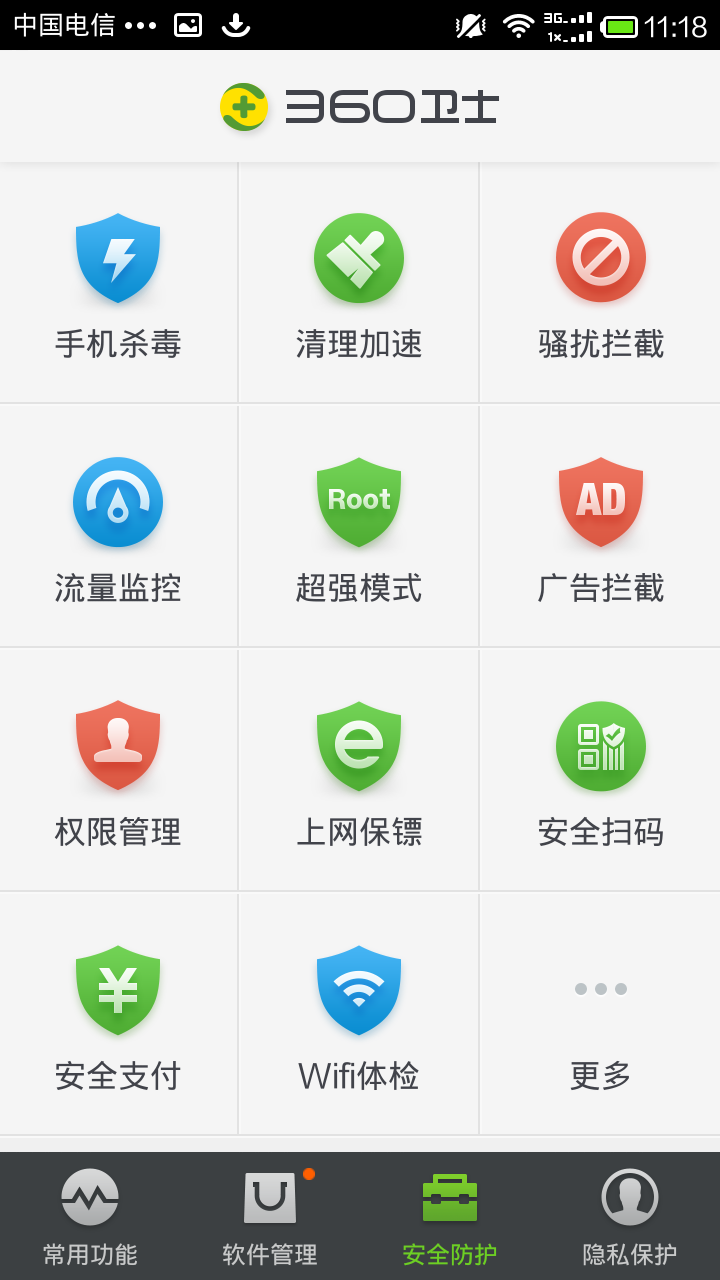 中国电信 3G 1x 11:18
360卫士
手机杀毒 清理加速 骚扰拦截
Root AD
流量监控 超强模式 广告拦截
权限管理 上网保镖 安全扫码
¥
安全支付 Wifi体检 更多
常用功能 软件管理 安全防护 隐私保护